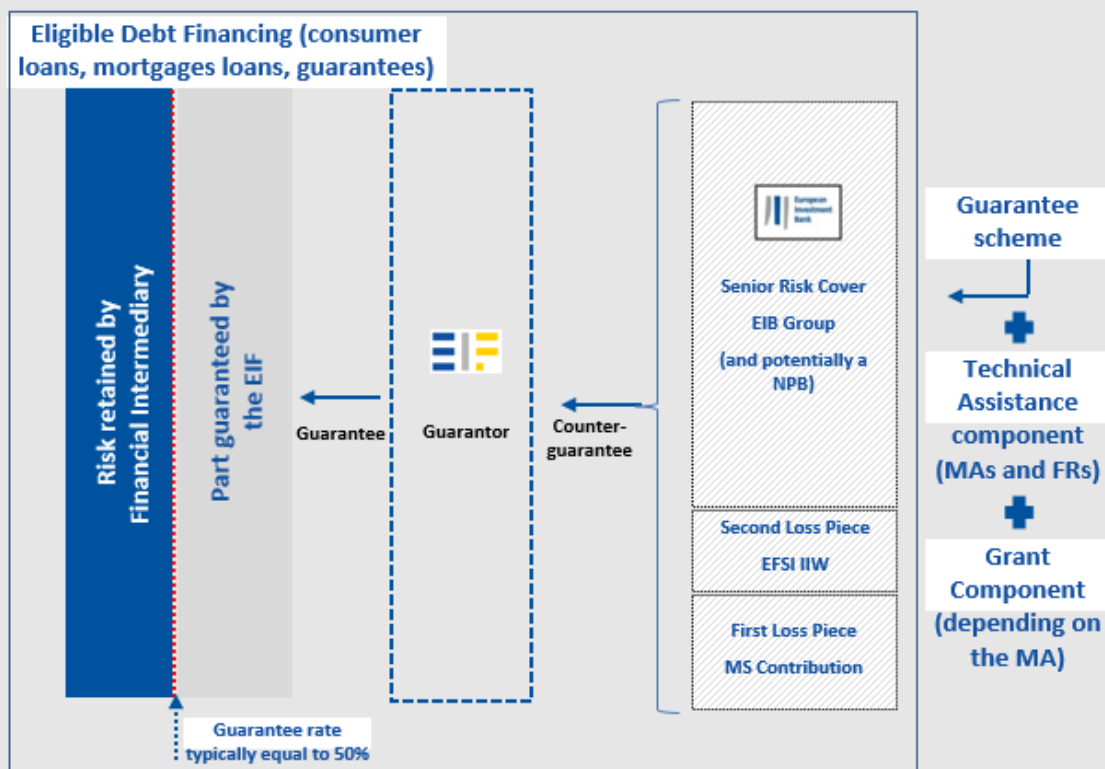 Eligible Debt Financing (consumer
loans, mortgages loans, guarantees)
Risk retained by
Financial Intermediary
Part guaranteed by
the EIF
Guarantee
Guarantor
Counter-
guarantee
European
Investment
Bank
Senior Risk Cover
EIB Group
(and potentially a
NPB)
Second Loss Piece
EFSI IIW
First Loss Piece
MS Contribution
Guarantee rate
typically equal to 50%
Guarantee
scheme
Technical
Assistance
component
(MAs and FRs)
Grant
Component
(depending on
the MA)